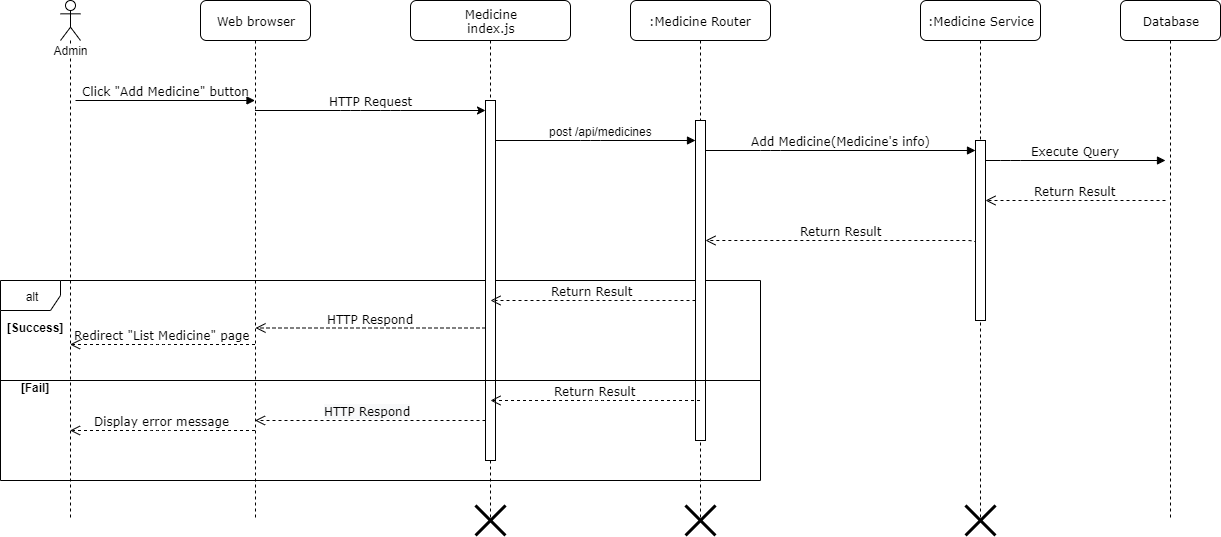 Admin
Web browser
Medicine
index.js
:Medicine Router
:Medicine Service
Database
Click "Add Medicine" button
HTTP Request
post /api/medicines
Add Medicine(Medicine's info)
Execute Query
Return Result
Return Result
alt
Return Result
[Success]
HTTP Respond
Redirect "List Medicine" page
[Fail]
Return Result
HTTP Respond
Display error message